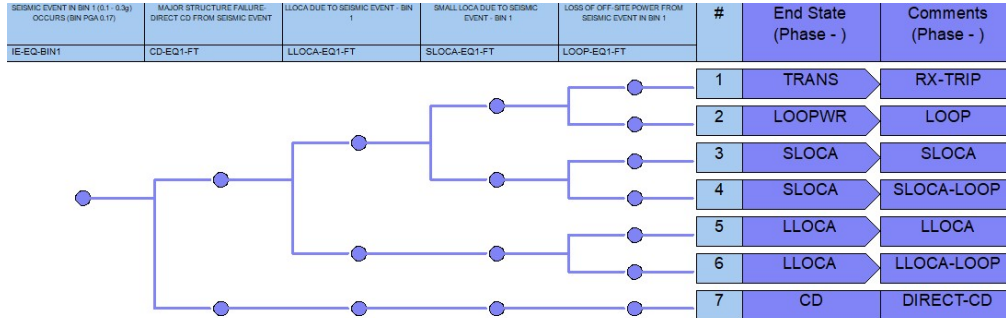 SEISMIC EVENT IN BIN 1 (0.1 - 0.3g)
OCCURS (BIN PGA 0.17)
MAJOR STRUCTURE FAILURE-
DIRECT CD FROM SEISMIC EVENT
LLOCA DUE TO SEISMIC EVENT - BIN
1
SMALL LOCA DUE TO SEISMIC
EVENT - BIN 1
LOSS OF OFF-SITE POWER FROM
SEISMIC EVENT IN BIN 1
#
End State
(Phase - )
Comments
(Phase - )
IE-EQ-BIN1
CD-EQ1-FT
LLOCA-EQ1-FT
SLOCA-EQ1-FT
LOOP-EQ1-FT
1
TRANS
RX-TRIP
2
LOOPWR
LOOP
3
SLOCA
SLOCA
4
SLOCA
SLOCA-LOOP
5
LLOCA
LLOCA
6
LLOCA
LLOCA-LOOP
7
CD
DIRECT-CD